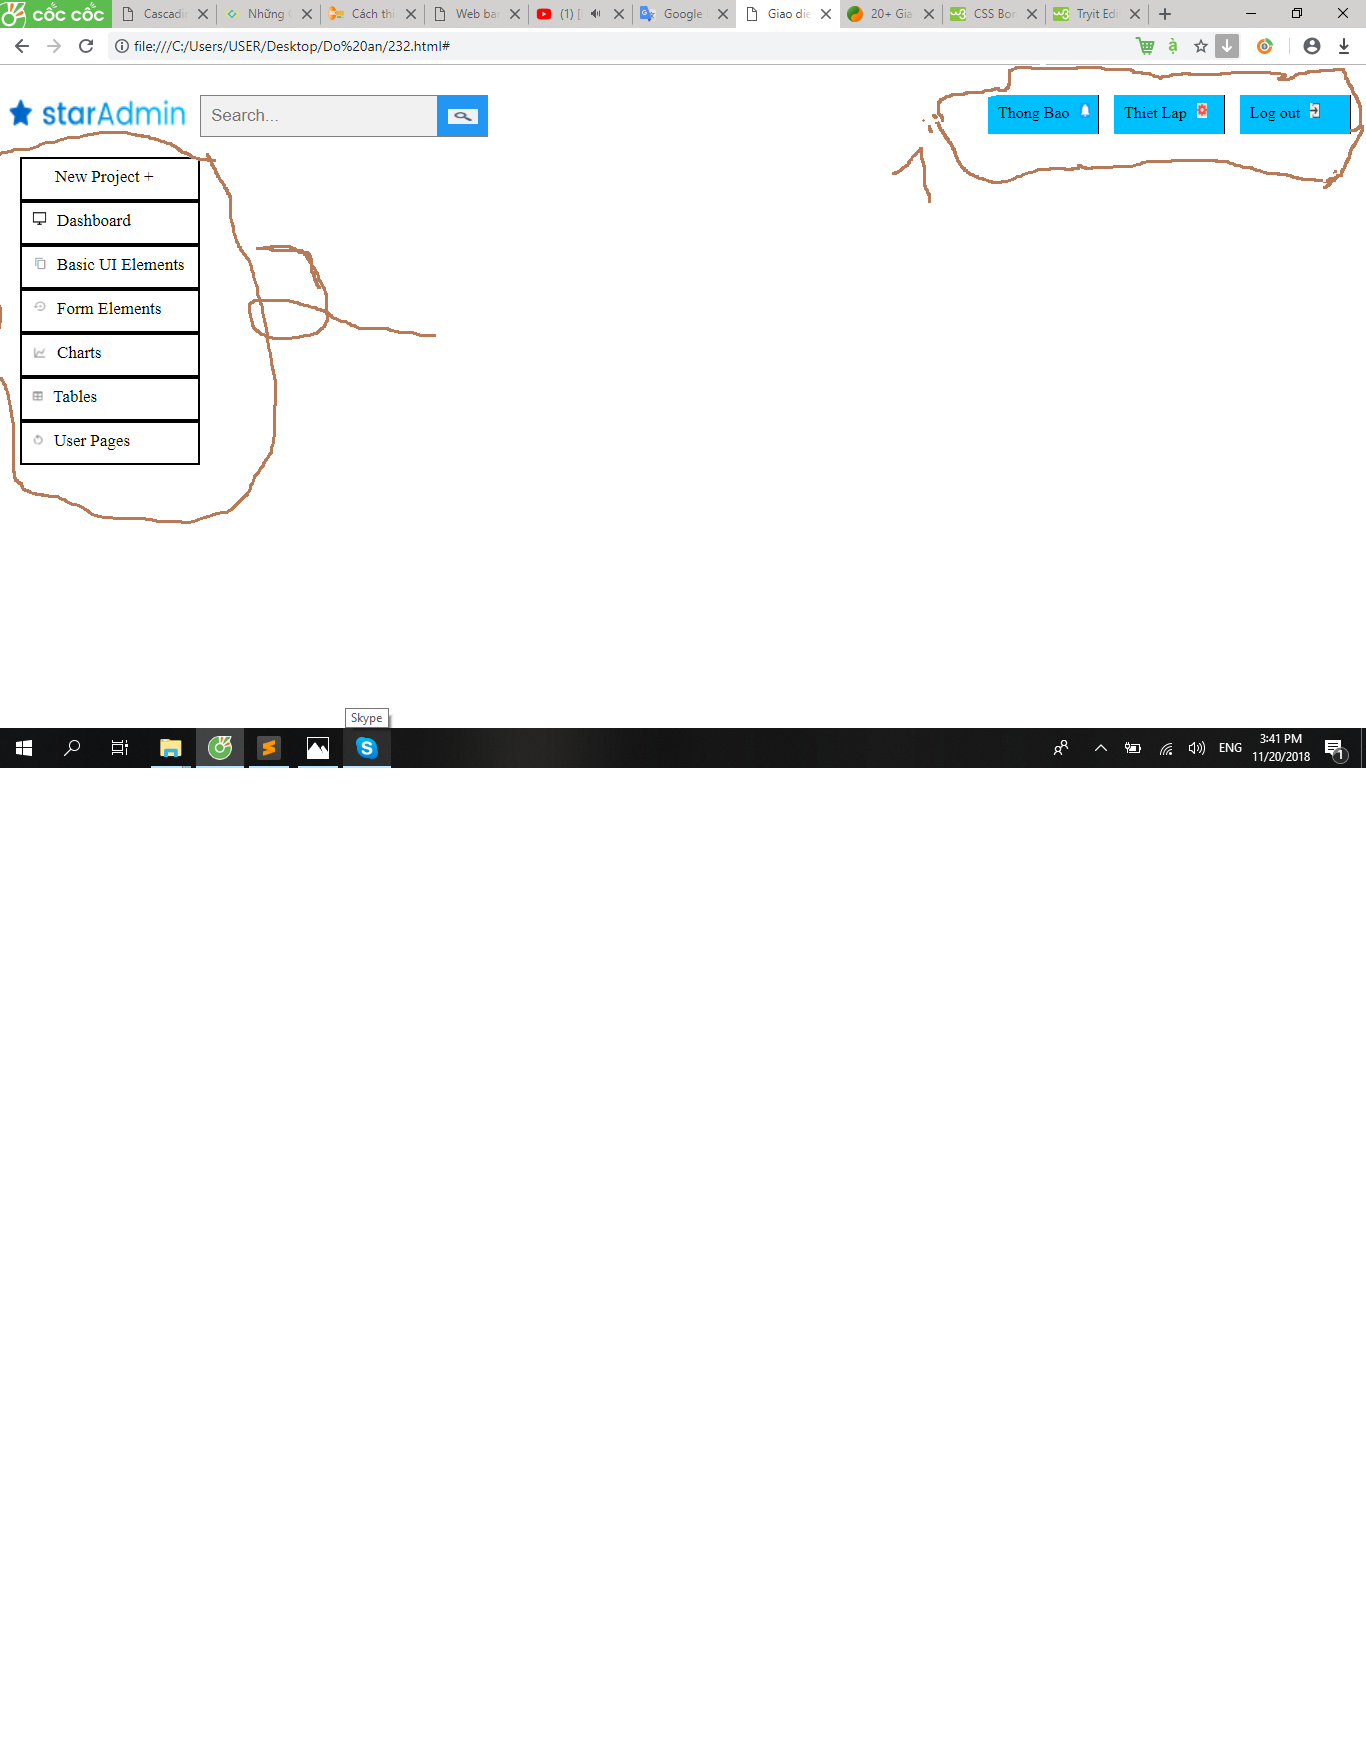 cốc cốc Cascadi Những Cách thi Web ba (1) [ Google Giao die 20+ Gia CSS Bor Tryit Edi
file:///C:/Users/USER/Desktop/Do%20an/232.html#
starAdmin Search... Thong Bao Thiet Lap Log out
New Project +
Dashboard
Basic UI Elements
Form Elements
Charts
Tables
User Pages
Skype
ENG 3:41 PM
11/20/2018 1